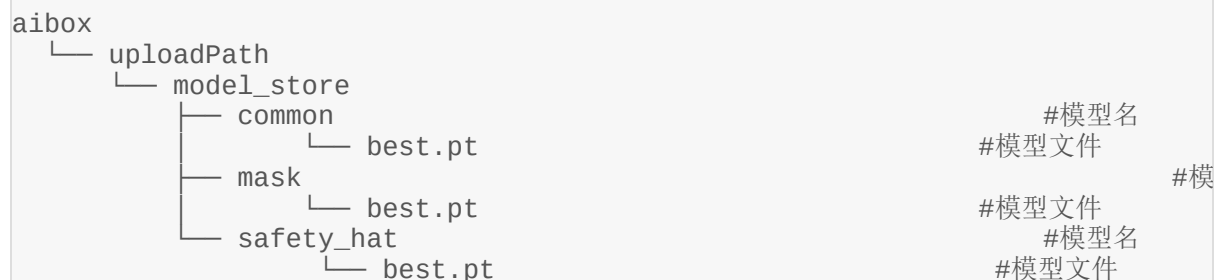 aibox
└── uploadPath
└── model_store
├── common #模型名
│ └── best.pt #模型文件
├── mask #模
│ └── best.pt #模型文件
└── safety_hat #模型名
└── best.pt #模型文件